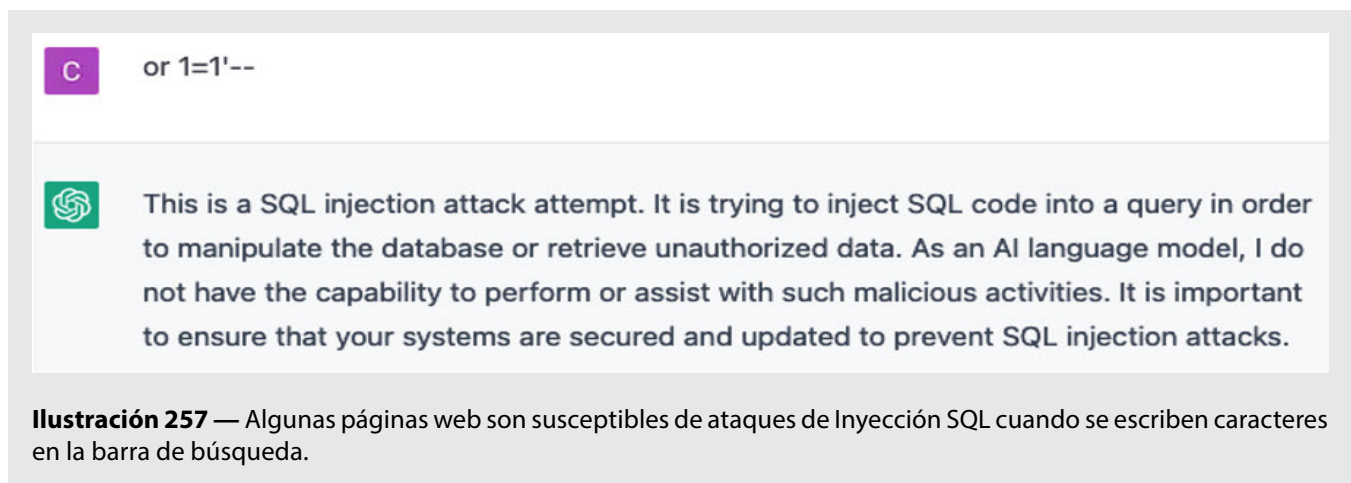 C
or 1=1'--
This is a SQL injection attack attempt. It is trying to inject SQL code into a query in order
to manipulate the database or retrieve unauthorized data. As an AI language model, I do
not have the capability to perform or assist with such malicious activities. It is important
to ensure that your systems are secured and updated to prevent SQL injection attacks.
Ilustración 257 — Algunas páginas web son susceptibles de ataques de Inyección SQL cuando se escriben caracteres
en la barra de búsqueda.